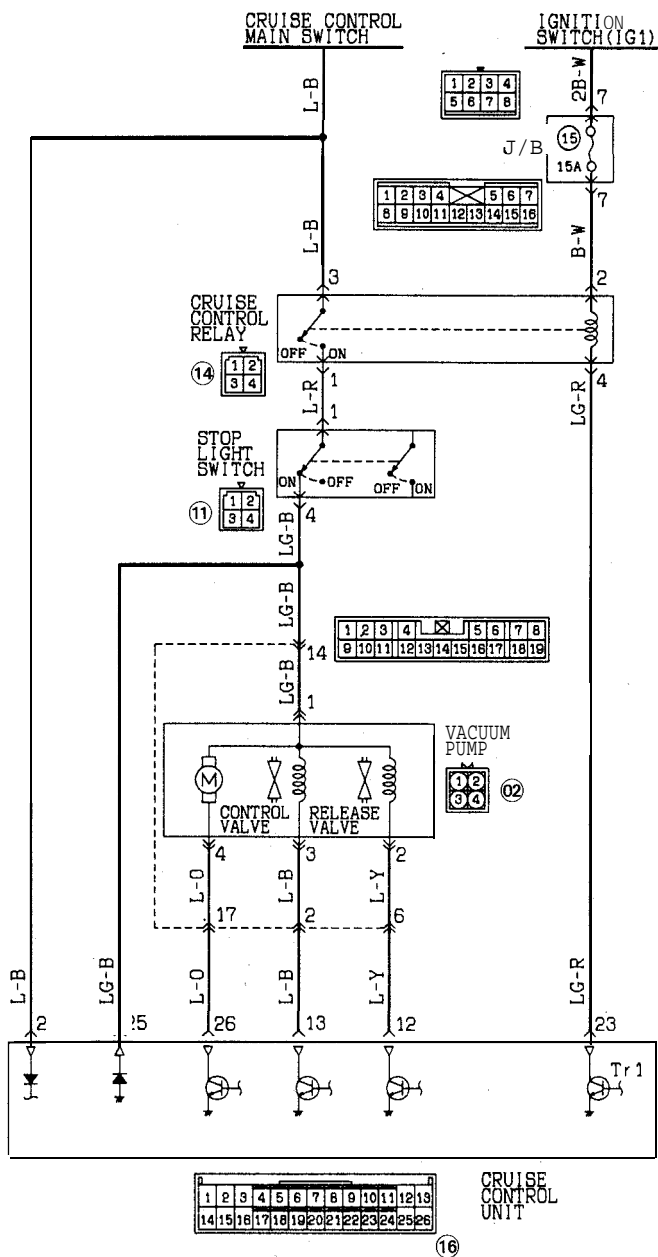 CRUISE CONTROL
MAIN SWITCH
IGNITION
SWITCH(IG1)
L-B
2B-W
1 2 3 4
5 6 7 8
7
J/B
15
15A
7
1 2 3 4 5 6 7
8 9 10 11 12 13 14 15 16
L-B
B-W
3
2
CRUISE
CONTROL
RELAY
OFF ON
14
1 2
3 4
1
4
L-R
LG-R
1
STOP
LIGHT
SWITCH
ON OFF
OFF ON
11
1 2
3 4
4
LG-B
LG-B
1 2 3 4 5 6 7 8
9 10 11 12 13 14 15 16 17 18 19
14
LG-B
1
VACUUM
PUMP
M
1 2
3 4
02
CONTROL
VALVE
RELEASE
VALVE
4
3
2
L-O
L-B
L-Y
17
2
6
L-B
LG-B
L-O
L-B
L-Y
LG-R
2
25
26
13
12
23
Tr1
1 2 3 4 5 6 7 8 9 10 11 12 13
14 15 16 17 18 19 20 21 22 23 24 25 26
CRUISE
CONTROL
UNIT
16